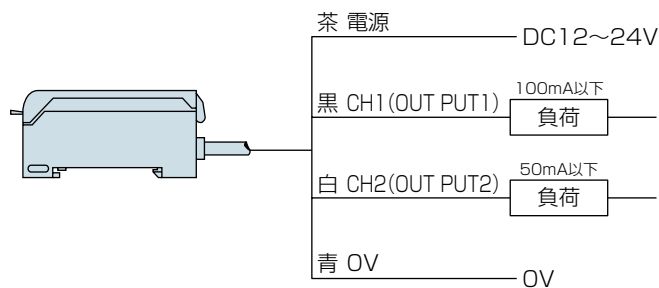 茶 電源
DC12〜24V
100mA以下
黒 CH1(OUT PUT1)
負荷
50mA以下
白 CH2(OUT PUT2)
負荷
青 0V
0V